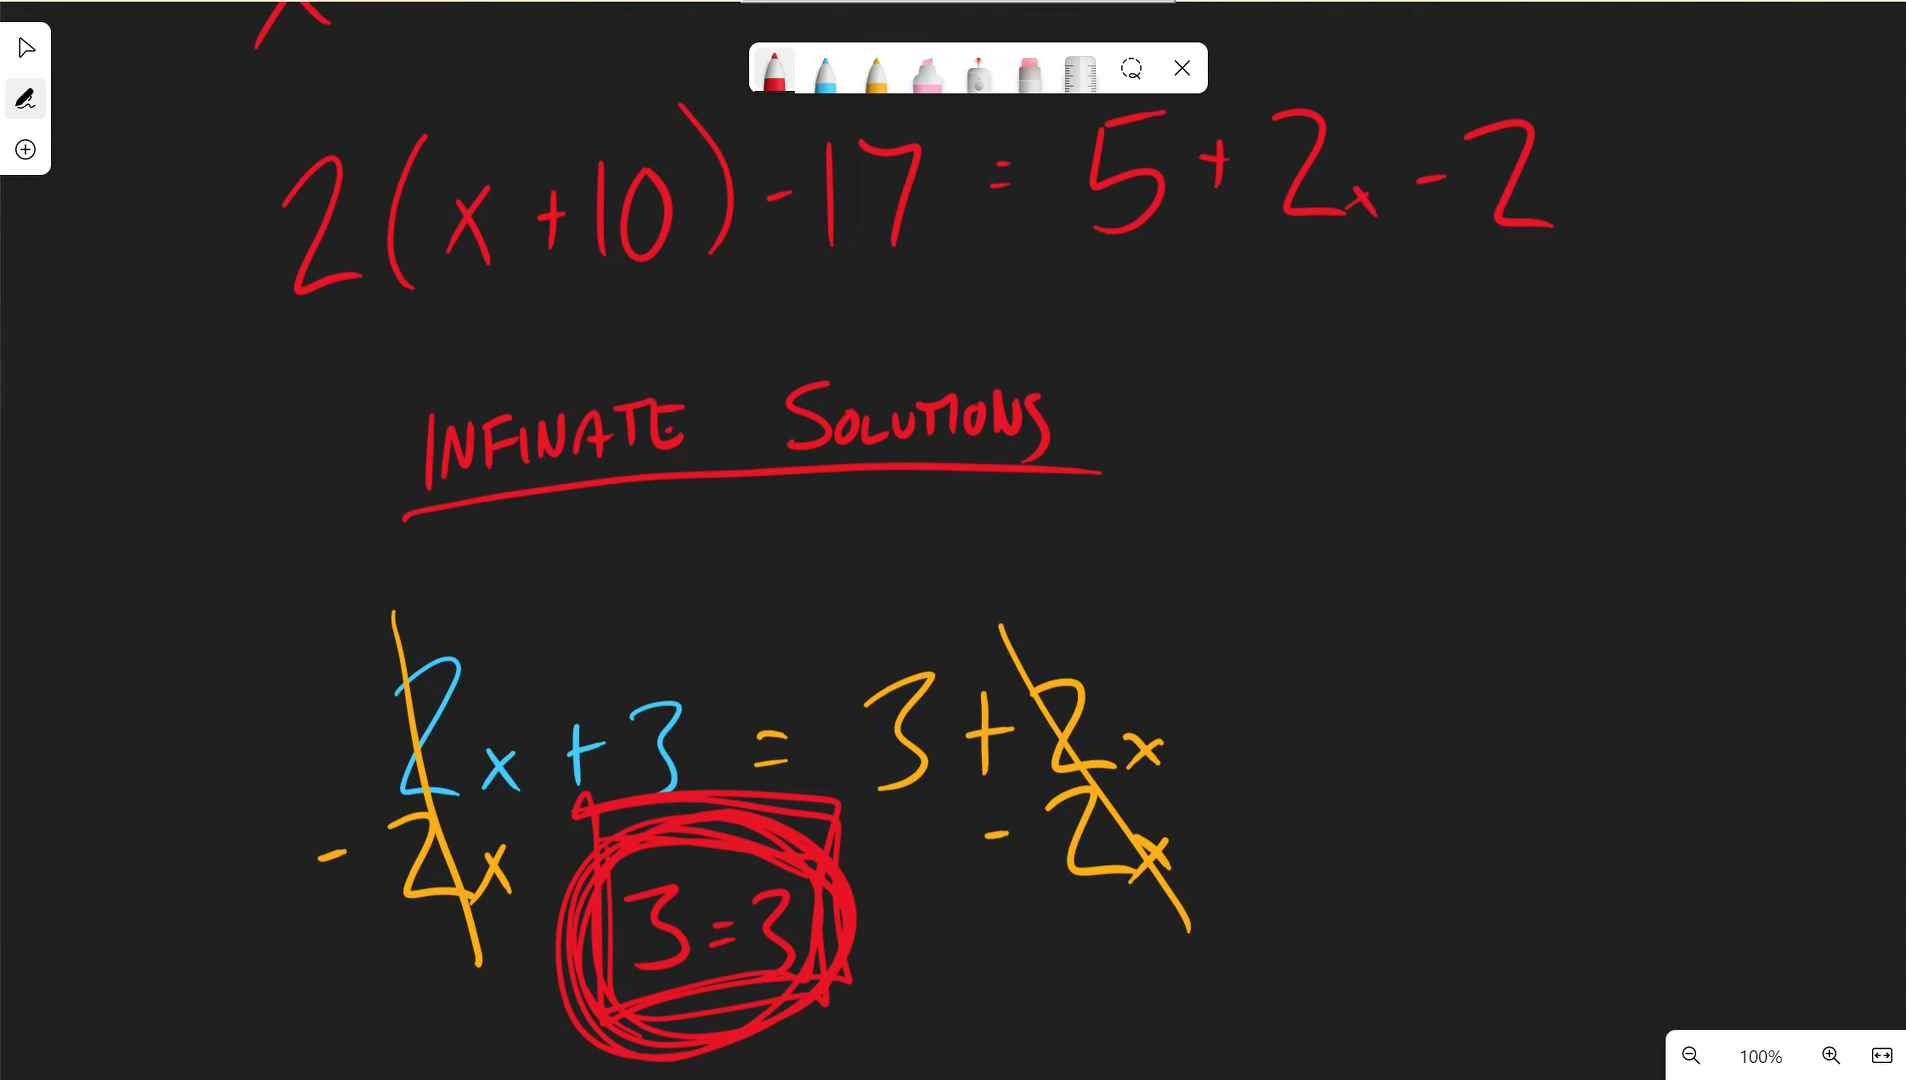 2(x+10)-17 = 5+2x-2
INFINATE SOLUTIONS
2x+3 = 3+2x
-2x -2x
3=3
100%